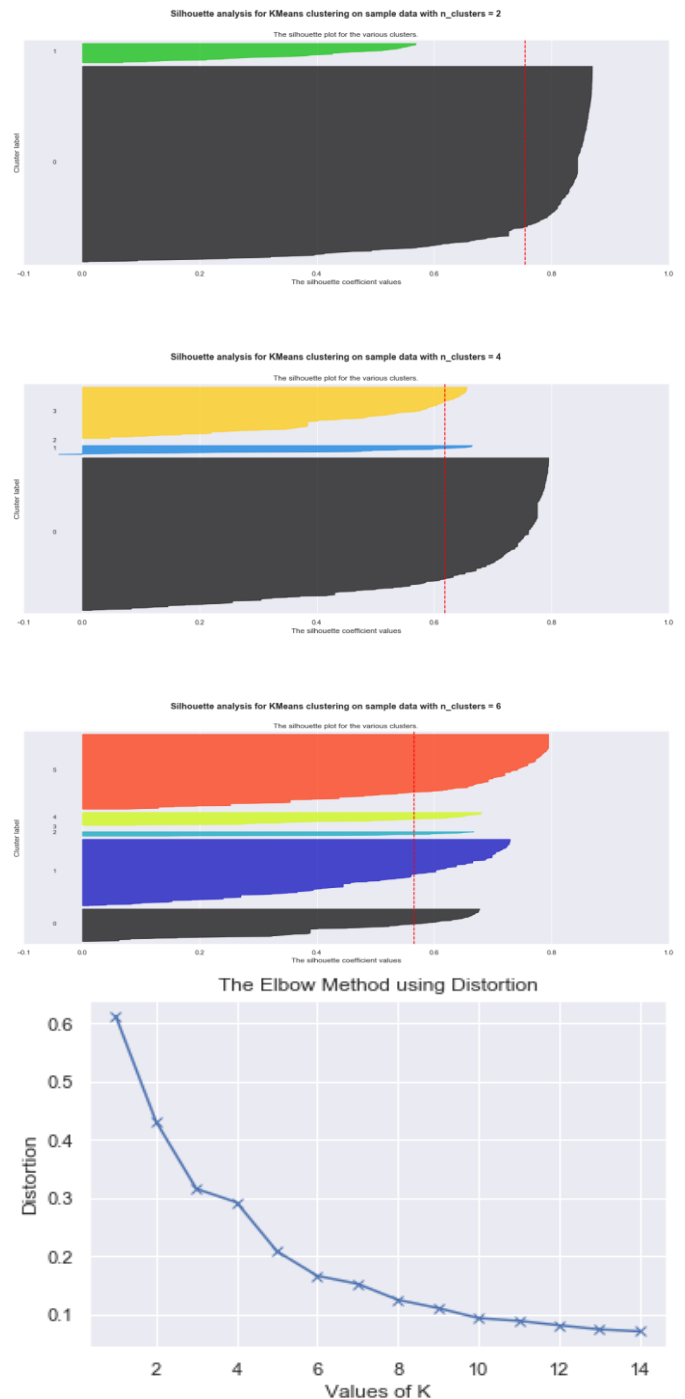 Silhouette analysis for KMeans clustering on sample data with n_clusters = 2
The silhouette plot for the various clusters.
Cluster label
1
0
−0.1 0.0 0.2 0.4 0.6 0.8 1.0
The silhouette coefficient values
Silhouette analysis for KMeans clustering on sample data with n_clusters = 4
The silhouette plot for the various clusters.
Cluster label
3
2
1
0
−0.1 0.0 0.2 0.4 0.6 0.8 1.0
The silhouette coefficient values
Silhouette analysis for KMeans clustering on sample data with n_clusters = 6
The silhouette plot for the various clusters.
Cluster label
5
4
3
2
1
0
−0.1 0.0 0.2 0.4 0.6 0.8 1.0
The silhouette coefficient values
The Elbow Method using Distortion
Distortion
0.6
0.5
0.4
0.3
0.2
0.1
2 4 6 8 10 12 14
Values of K